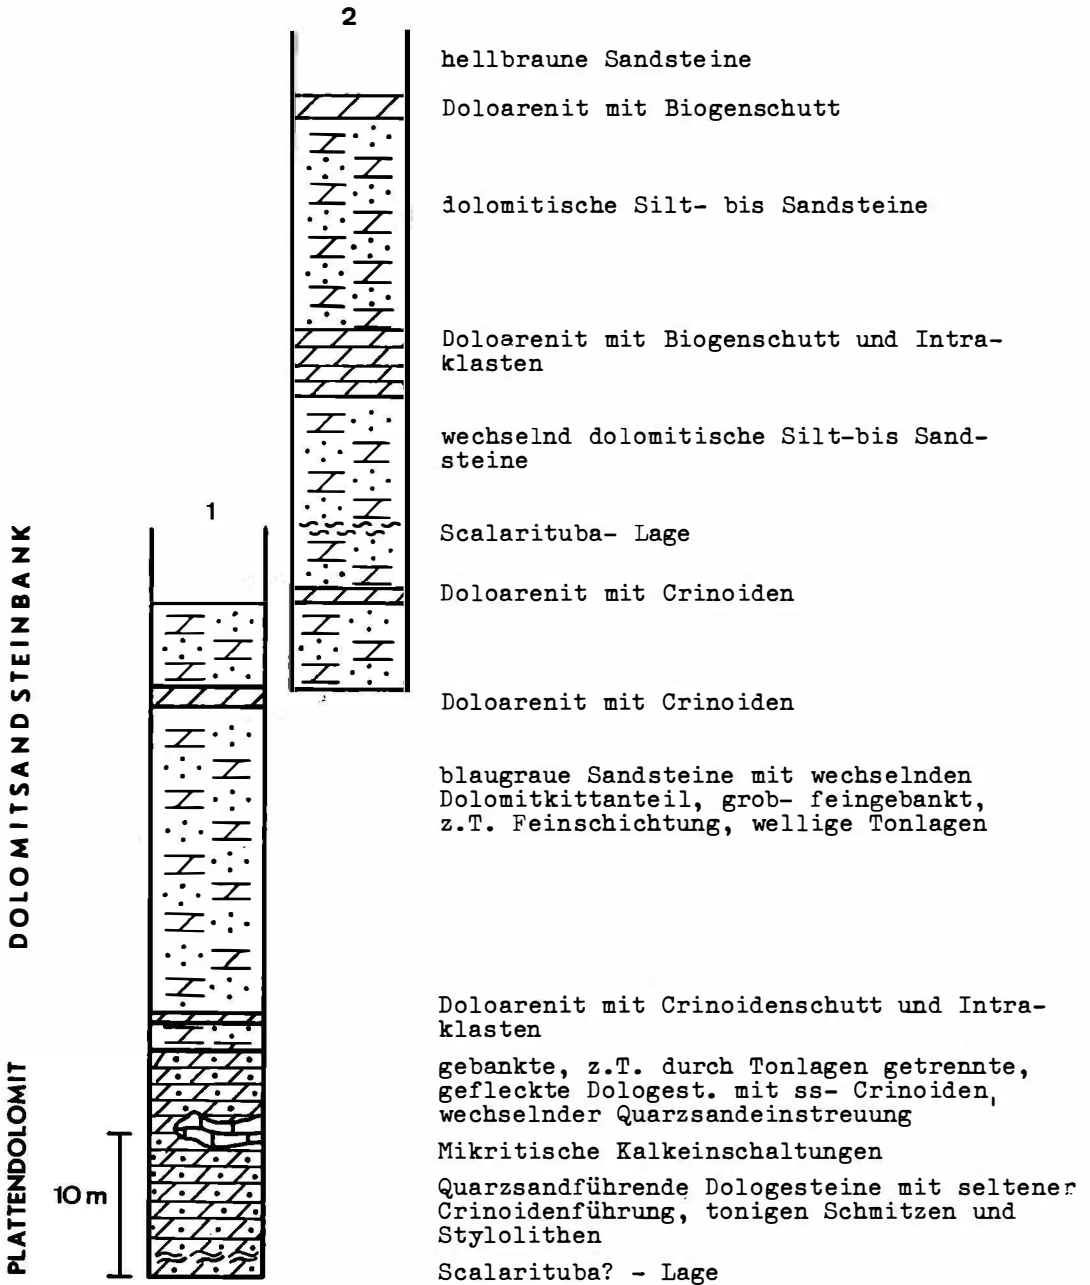 2
hellbraune Sandsteine
Doloarenit mit Biogenschutt
dolomitische Silt- bis Sandsteine
Doloarenit mit Biogenschutt und Intra-
klasten
wechselnd dolomitische Silt-bis Sand-
steine
1
Scalarituba- Lage
Doloarenit mit Crinoiden
Doloarenit mit Crinoiden
blaugraue Sandsteine mit wechselnden
Dolomitkittanteil, grob- feingebankt,
z.T. Feinschichtung, wellige Tonlagen
DOLOMITSANDSTEINBANK
Doloarenit mit Crinoidenschutt und Intra-
klasten
gebankte, z.T. durch Tonlagen getrennte,
gefleckte Dologest. mit ss- Crinoiden,
wechselnder Quarzsandeinstreuung
Mikritische Kalkeinschaltungen
Quarzsandführende Dologesteine mit seltener
Crinoidenführung, tonigen Schmitzen und
Stylolithen
Scalarituba? - Lage
PLATTENDOLOMIT
10m